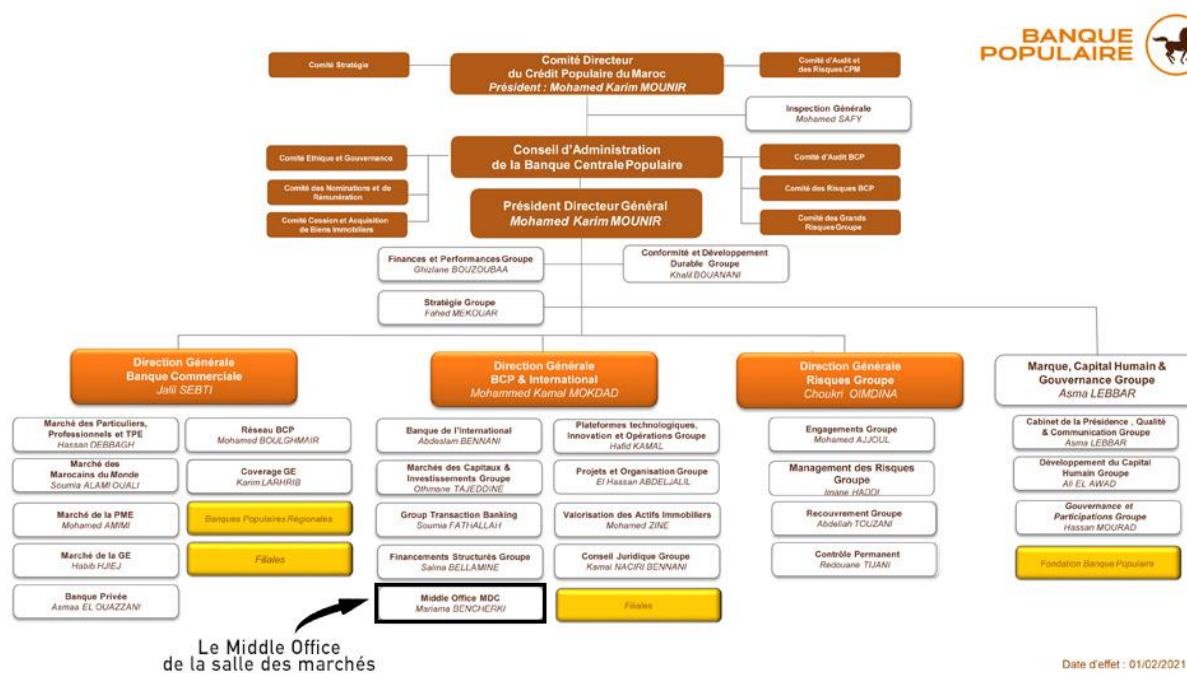 BANQUE
POPULAIRE
Comité Stratégie
Comité Directeur
du Crédit Populaire du Maroc
Président : Mohamed Karim MOUNIR
Comité d'Audit et
des Risques CPM
Inspection Générale
Mohamed SAFY
Comité Ethique et Gouvernance
Conseil d'Administration
de la Banque Centrale Populaire
Comité d'Audit BCP
Comité des Nominations et de
Rémunération
Comité des Risques BCP
Président Directeur Général
Mohamed Karim MOUNIR
Comité Cession et Acquisition
de Biens Immobiliers
Comité des Grands
Risques Groupe
Finances et Performances Groupe
Ghizlane BOUZOUBAA
Conformité et Développement
Durable Groupe
Khalil BOUANANI
Stratégie Groupe
Fahed MEKOUAR
Direction Générale
Banque Commerciale
Jalil SEBTI
Direction Générale
BCP & International
Mohammed Kamal MOKDAD
Direction Générale
Risques Groupe
Choukri OIMDINA
Marque, Capital Humain &
Gouvernance Groupe
Asma LEBBAR
Marché des Particuliers,
Professionnels et TPE
Hassan DEBBAGH
Réseau BCP
Mohamed BOULGHMAIR
Marché des
Marocains du Monde
Soumia ALAMI OUALI
Coverage GE
Karim LARHRIB
Marché de la PME
Mohamed AMIMI
Banques Populaires Régionales
Marché de la GE
Habib HJIEJ
Filiales
Banque Privée
Asmaa EL OUAZZANI
Banque de l'International
Abdeslam BENNANI
Plateformes technologiques,
Innovation et Opérations Groupe
Hafid KAMAL
Marchés des Capitaux &
Investissements Groupe
Othmane TAJEDDINE
Projets et Organisation Groupe
El Hassan ABDELJALIL
Group Transaction Banking
Soumia FATHALLAH
Valorisation des Actifs Immobiliers
Mohamed ZINE
Financements Structurés Groupe
Salma BELLAMINE
Conseil Juridique Groupe
Kamal NACIRI BENNANI
Middle Office MDC
Mariama BENCHERKI
Filiales
Engagements Groupe
Mohamed AJJOUL
Management des Risques
Groupe
Imane HADDI
Recouvrement Groupe
Abdellah TOUZANI
Contrôle Permanent
Redouane TIJANI
Cabinet de la Présidence , Qualité
& Communication Groupe
Asma LEBBAR
Développement du Capital
Humain Groupe
Ali EL AWAD
Gouvernance et
Participations Groupe
Hassan MOURAD
Fondation Banque Populaire
Le Middle Office
de la salle des marchés
Date d'effet : 01/02/2021